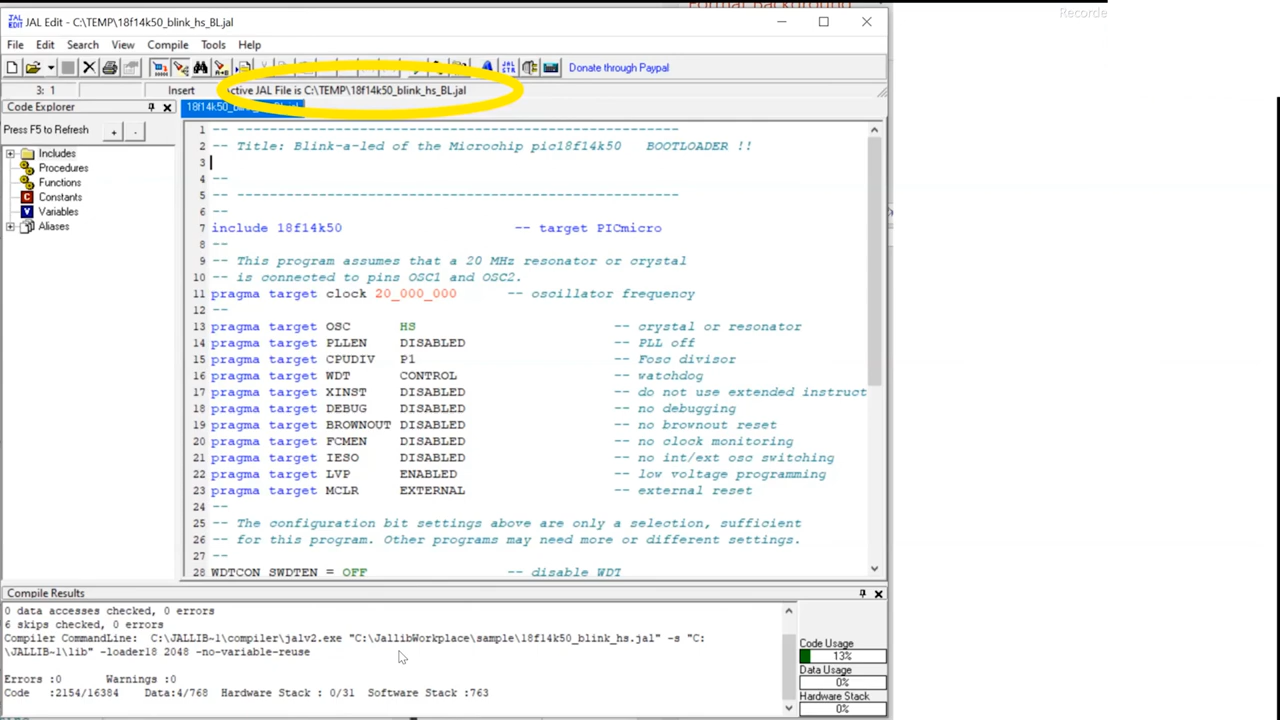 Format Background
Recorde
JAL Edit - C:\TEMP\18f14k50_blink_hs_BL.jal
File Edit Search View Compile Tools Help
Donate through Paypal
3: 1 Insert ctive JAL File is C:\TEMP\18f14k50_blink_hs_BL.jal
Code Explorer
Press F5 to Refresh + -
Includes
Procedures
Functions
Constants
Variables
Aliases
1 -- ------------------------------------------------------
2 -- Title: Blink-a-led of the Microchip pic18f14k50 BOOTLOADER !!
3
4 --
5 -- ------------------------------------------------------
6 --
7 include 18f14k50 -- target PICmicro
8 --
9 -- This program assumes that a 20 MHz resonator or crystal
10 -- is connected to pins OSC1 and OSC2.
11 pragma target clock 20_000_000 -- oscillator frequency
12 --
13 pragma target OSC HS -- crystal or resonator
14 pragma target PLLEN DISABLED -- PLL off
15 pragma target CPUDIV P1 -- Fosc divisor
16 pragma target WDT CONTROL -- watchdog
17 pragma target XINST DISABLED -- do not use extended instruct
18 pragma target DEBUG DISABLED -- no debugging
19 pragma target BROWNOUT DISABLED -- no brownout reset
20 pragma target FCMEN DISABLED -- no clock monitoring
21 pragma target IESO DISABLED -- no int/ext osc switching
22 pragma target LVP ENABLED -- low voltage programming
23 pragma target MCLR EXTERNAL -- external reset
24 --
25 -- The configuration bit settings above are only a selection, sufficient
26 -- for this program. Other programs may need more or different settings.
27 --
28 WDTCON_SWDTEN = OFF -- disable WDT
Compile Results
0 data accesses checked, 0 errors
6 skips checked, 0 errors
Compiler CommandLine: C:\JALLIB~1\compiler\jalv2.exe "C:\JallibWorkplace\sample\18f14k50_blink_hs.jal" -s "C:
\JALLIB~1\lib" -loader18 2048 -no-variable-reuse
Errors :0 Warnings :0
Code :2154/16384 Data:4/768 Hardware Stack : 0/31 Software Stack :763
Code Usage
13%
Data Usage
0%
Hardware Stack
0%